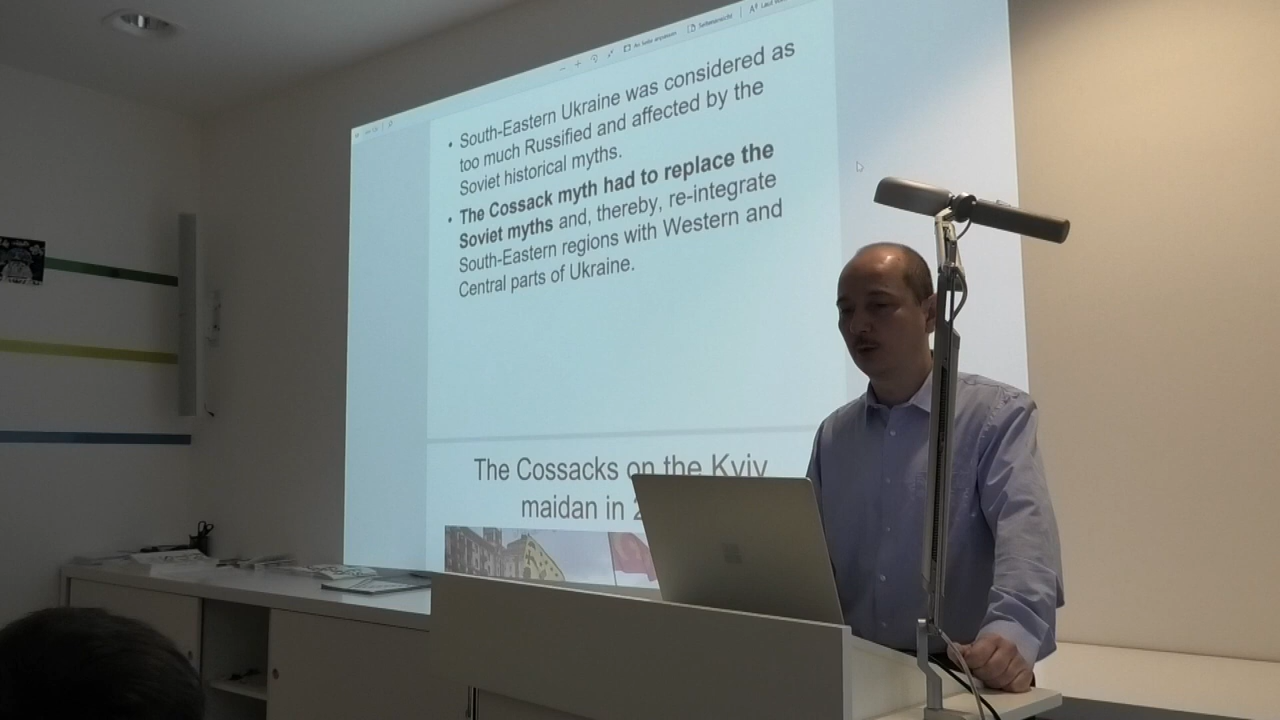 Seitenansicht
• South-Eastern Ukraine was considered as
too much Russified and affected by the
Soviet historical myths.
• The Cossack myth had to replace the
Soviet myths and, thereby, re-integrate
South-Eastern regions with Western and
Central parts of Ukraine.
The Cossacks on the Kyiv
maidan in